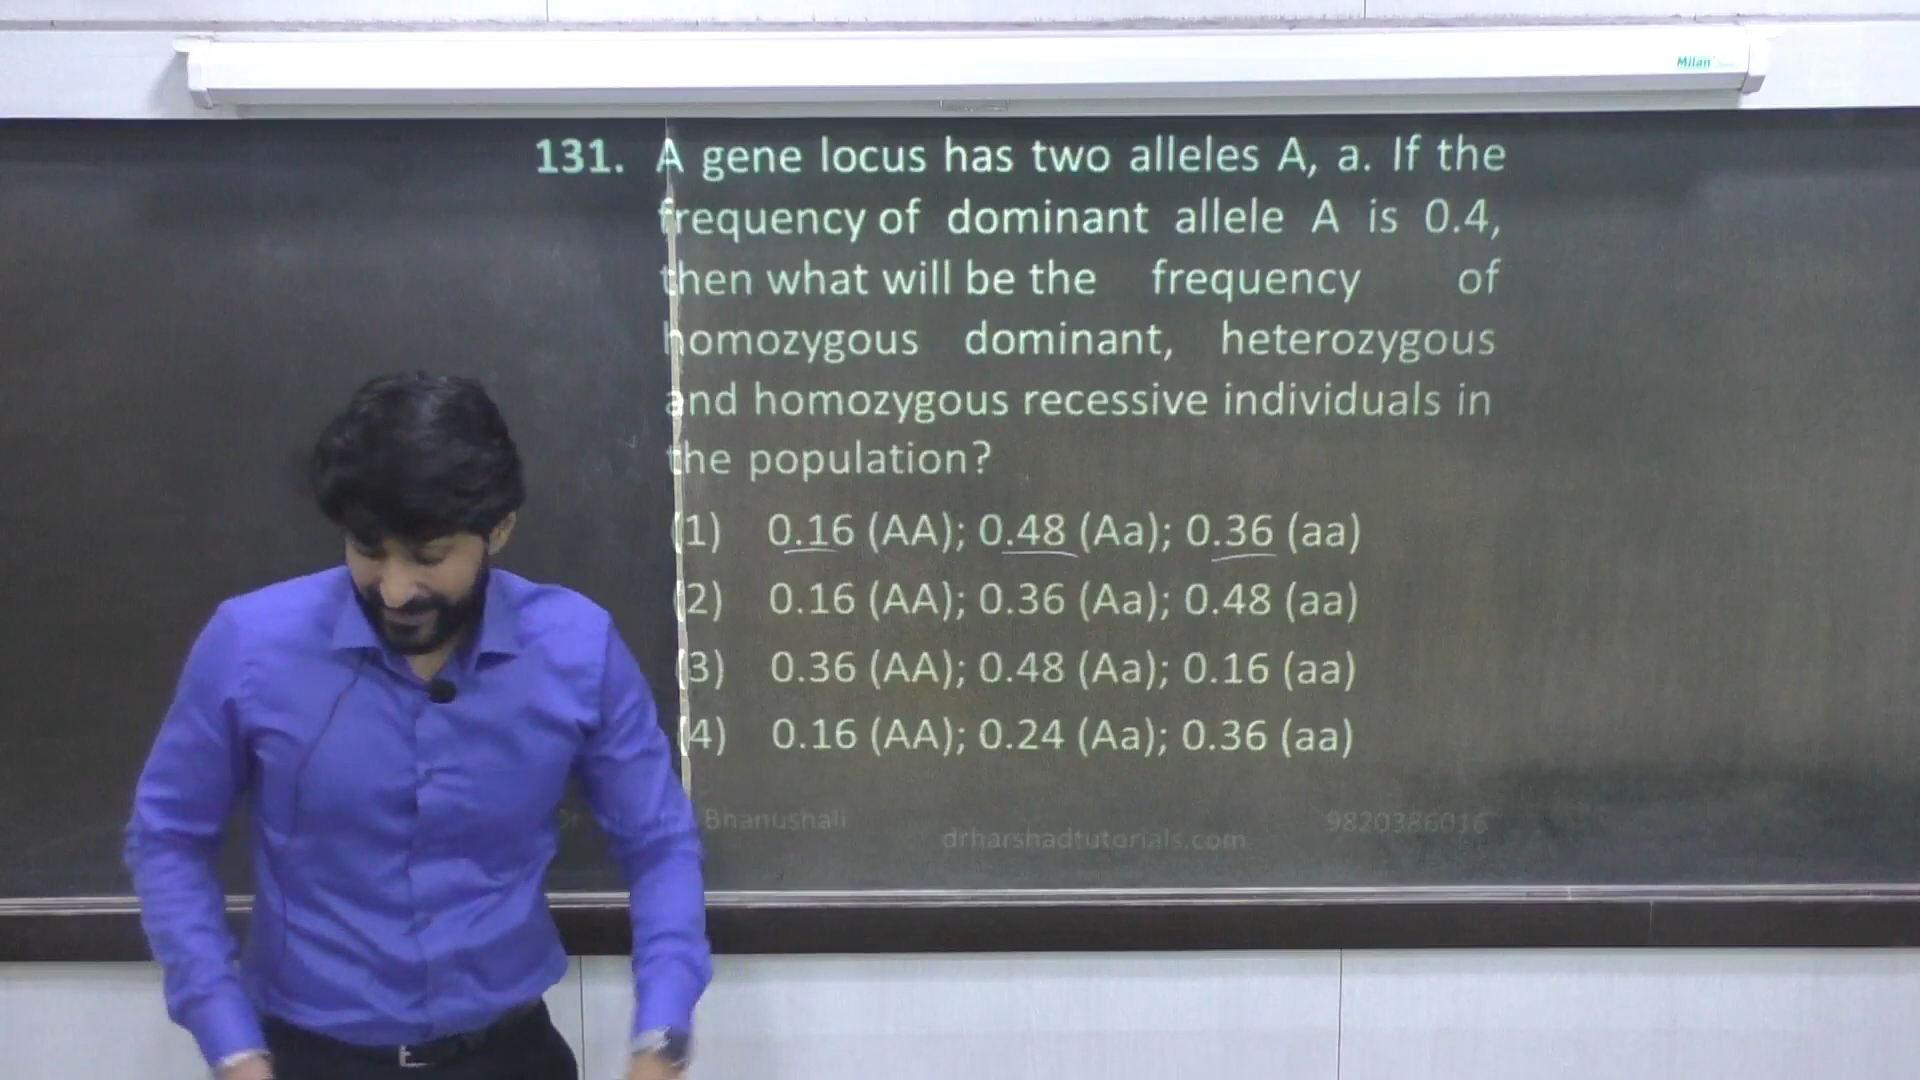 Milan
131. A gene locus has two alleles A, a. If the
frequency of dominant allele A is 0.4,
then what will be the frequency of
homozygous dominant, heterozygous
and homozygous recessive individuals in
the population?
(1) 0.16 (AA); 0.48 (Aa); 0.36 (aa)
(2) 0.16 (AA); 0.36 (Aa); 0.48 (aa)
(3) 0.36 (AA); 0.48 (Aa); 0.16 (aa)
(4) 0.16 (AA); 0.24 (Aa); 0.36 (aa)
Dr Bhanushali
drharshadtutorials.com
9820386016